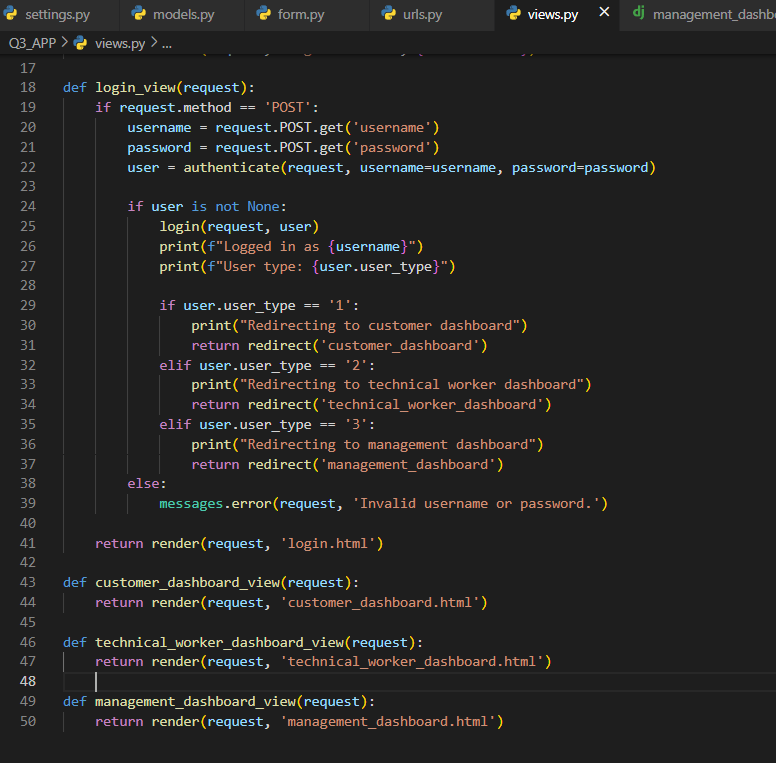 settings.py models.py form.py urls.py views.py × dj management_dashb
Q3_APP > views.py > ...
17
18 def login_view(request):
19     if request.method == 'POST':
20         username = request.POST.get('username')
21         password = request.POST.get('password')
22         user = authenticate(request, username=username, password=password)
23
24         if user is not None:
25             login(request, user)
26             print(f"Logged in as {username}")
27             print(f"User type: {user.user_type}")
28
29             if user.user_type == '1':
30                 print("Redirecting to customer dashboard")
31                 return redirect('customer_dashboard')
32             elif user.user_type == '2':
33                 print("Redirecting to technical worker dashboard")
34                 return redirect('technical_worker_dashboard')
35             elif user.user_type == '3':
36                 print("Redirecting to management dashboard")
37                 return redirect('management_dashboard')
38         else:
39             messages.error(request, 'Invalid username or password.')
40
41     return render(request, 'login.html')
42
43 def customer_dashboard_view(request):
44     return render(request, 'customer_dashboard.html')
45
46 def technical_worker_dashboard_view(request):
47     return render(request, 'technical_worker_dashboard.html')
48
49 def management_dashboard_view(request):
50     return render(request, 'management_dashboard.html')